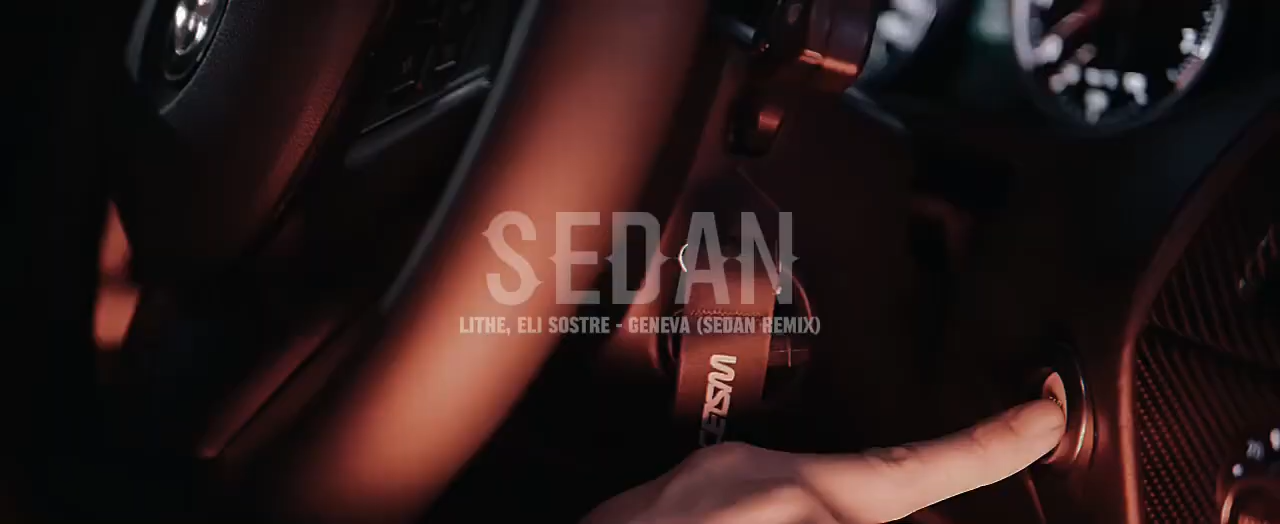 SEDAN
LITHE, ELI SOSTRE - GENEVA (SEDAN REMIX)